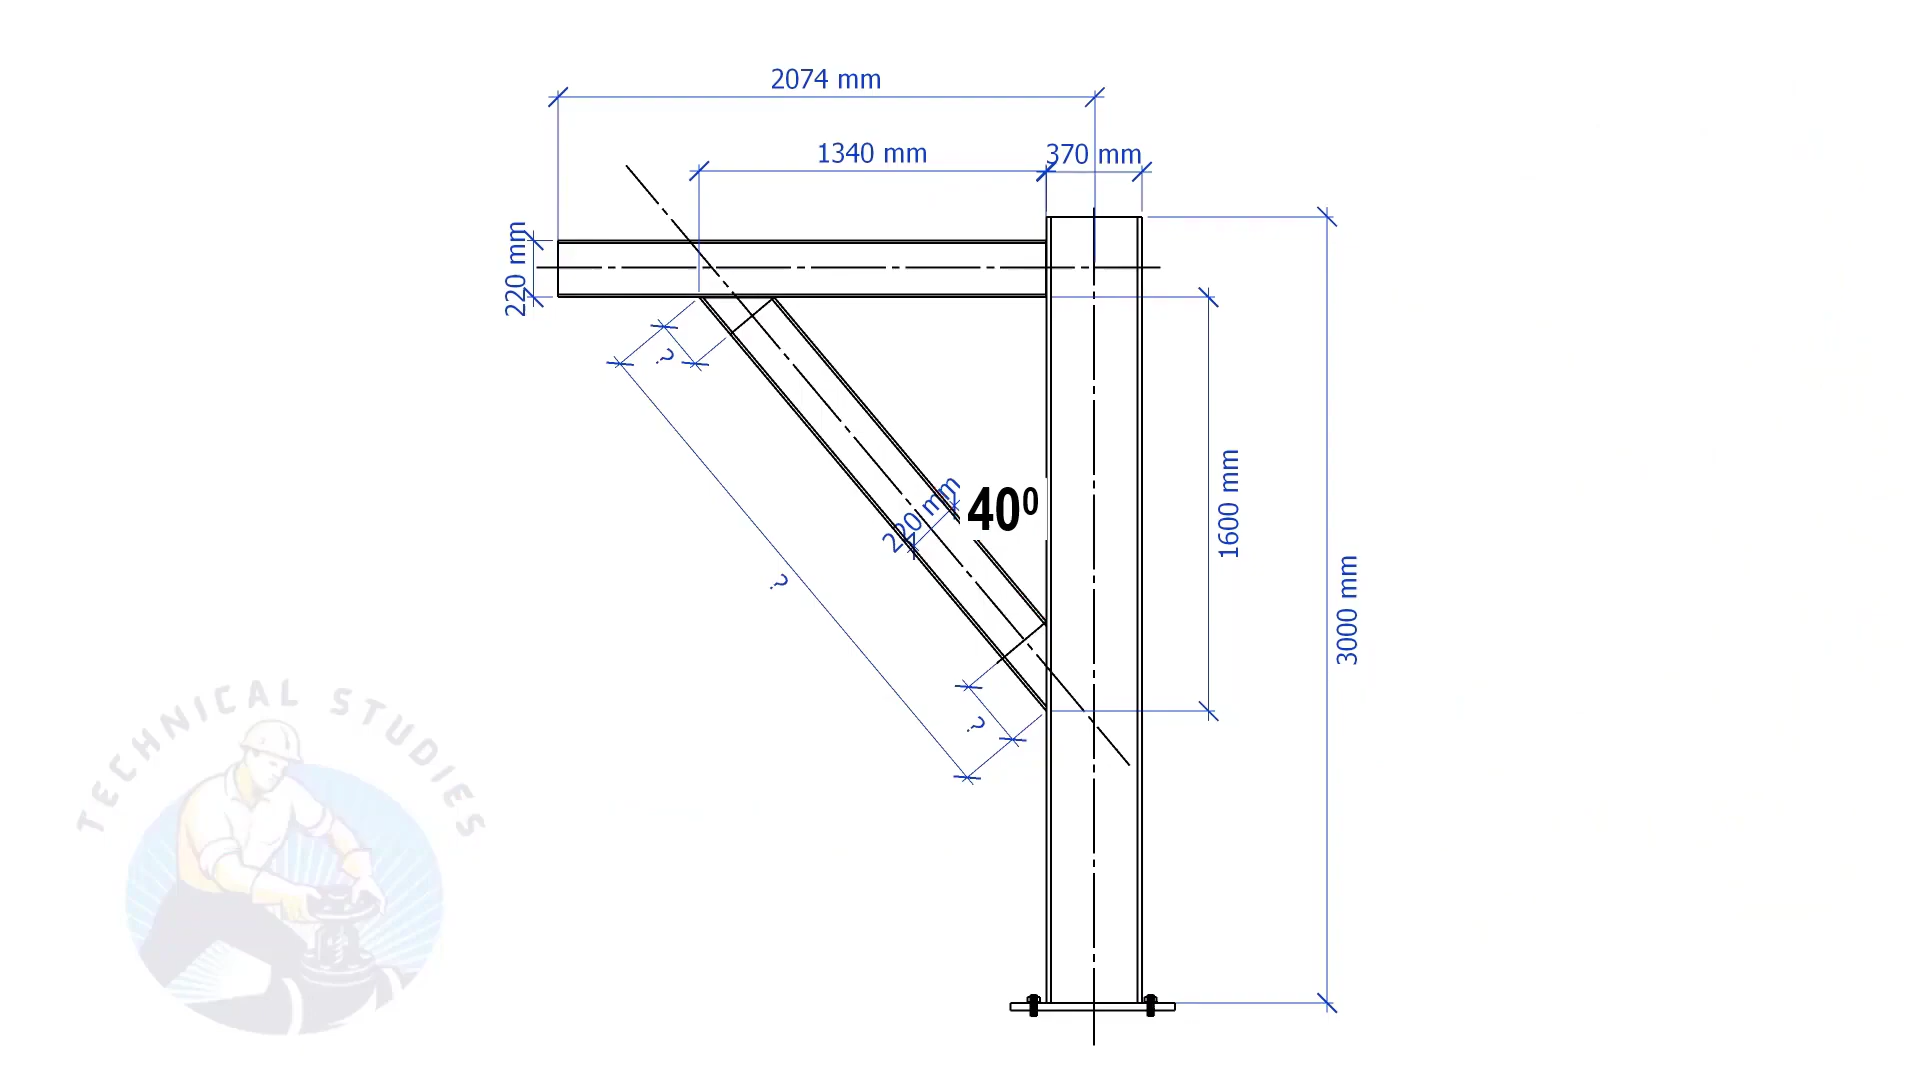 2074 mm
1340 mm
370 mm
220 mm
?
220 mm
40⁰
1600 mm
3000 mm
?
?
TECHNICAL STUDIES